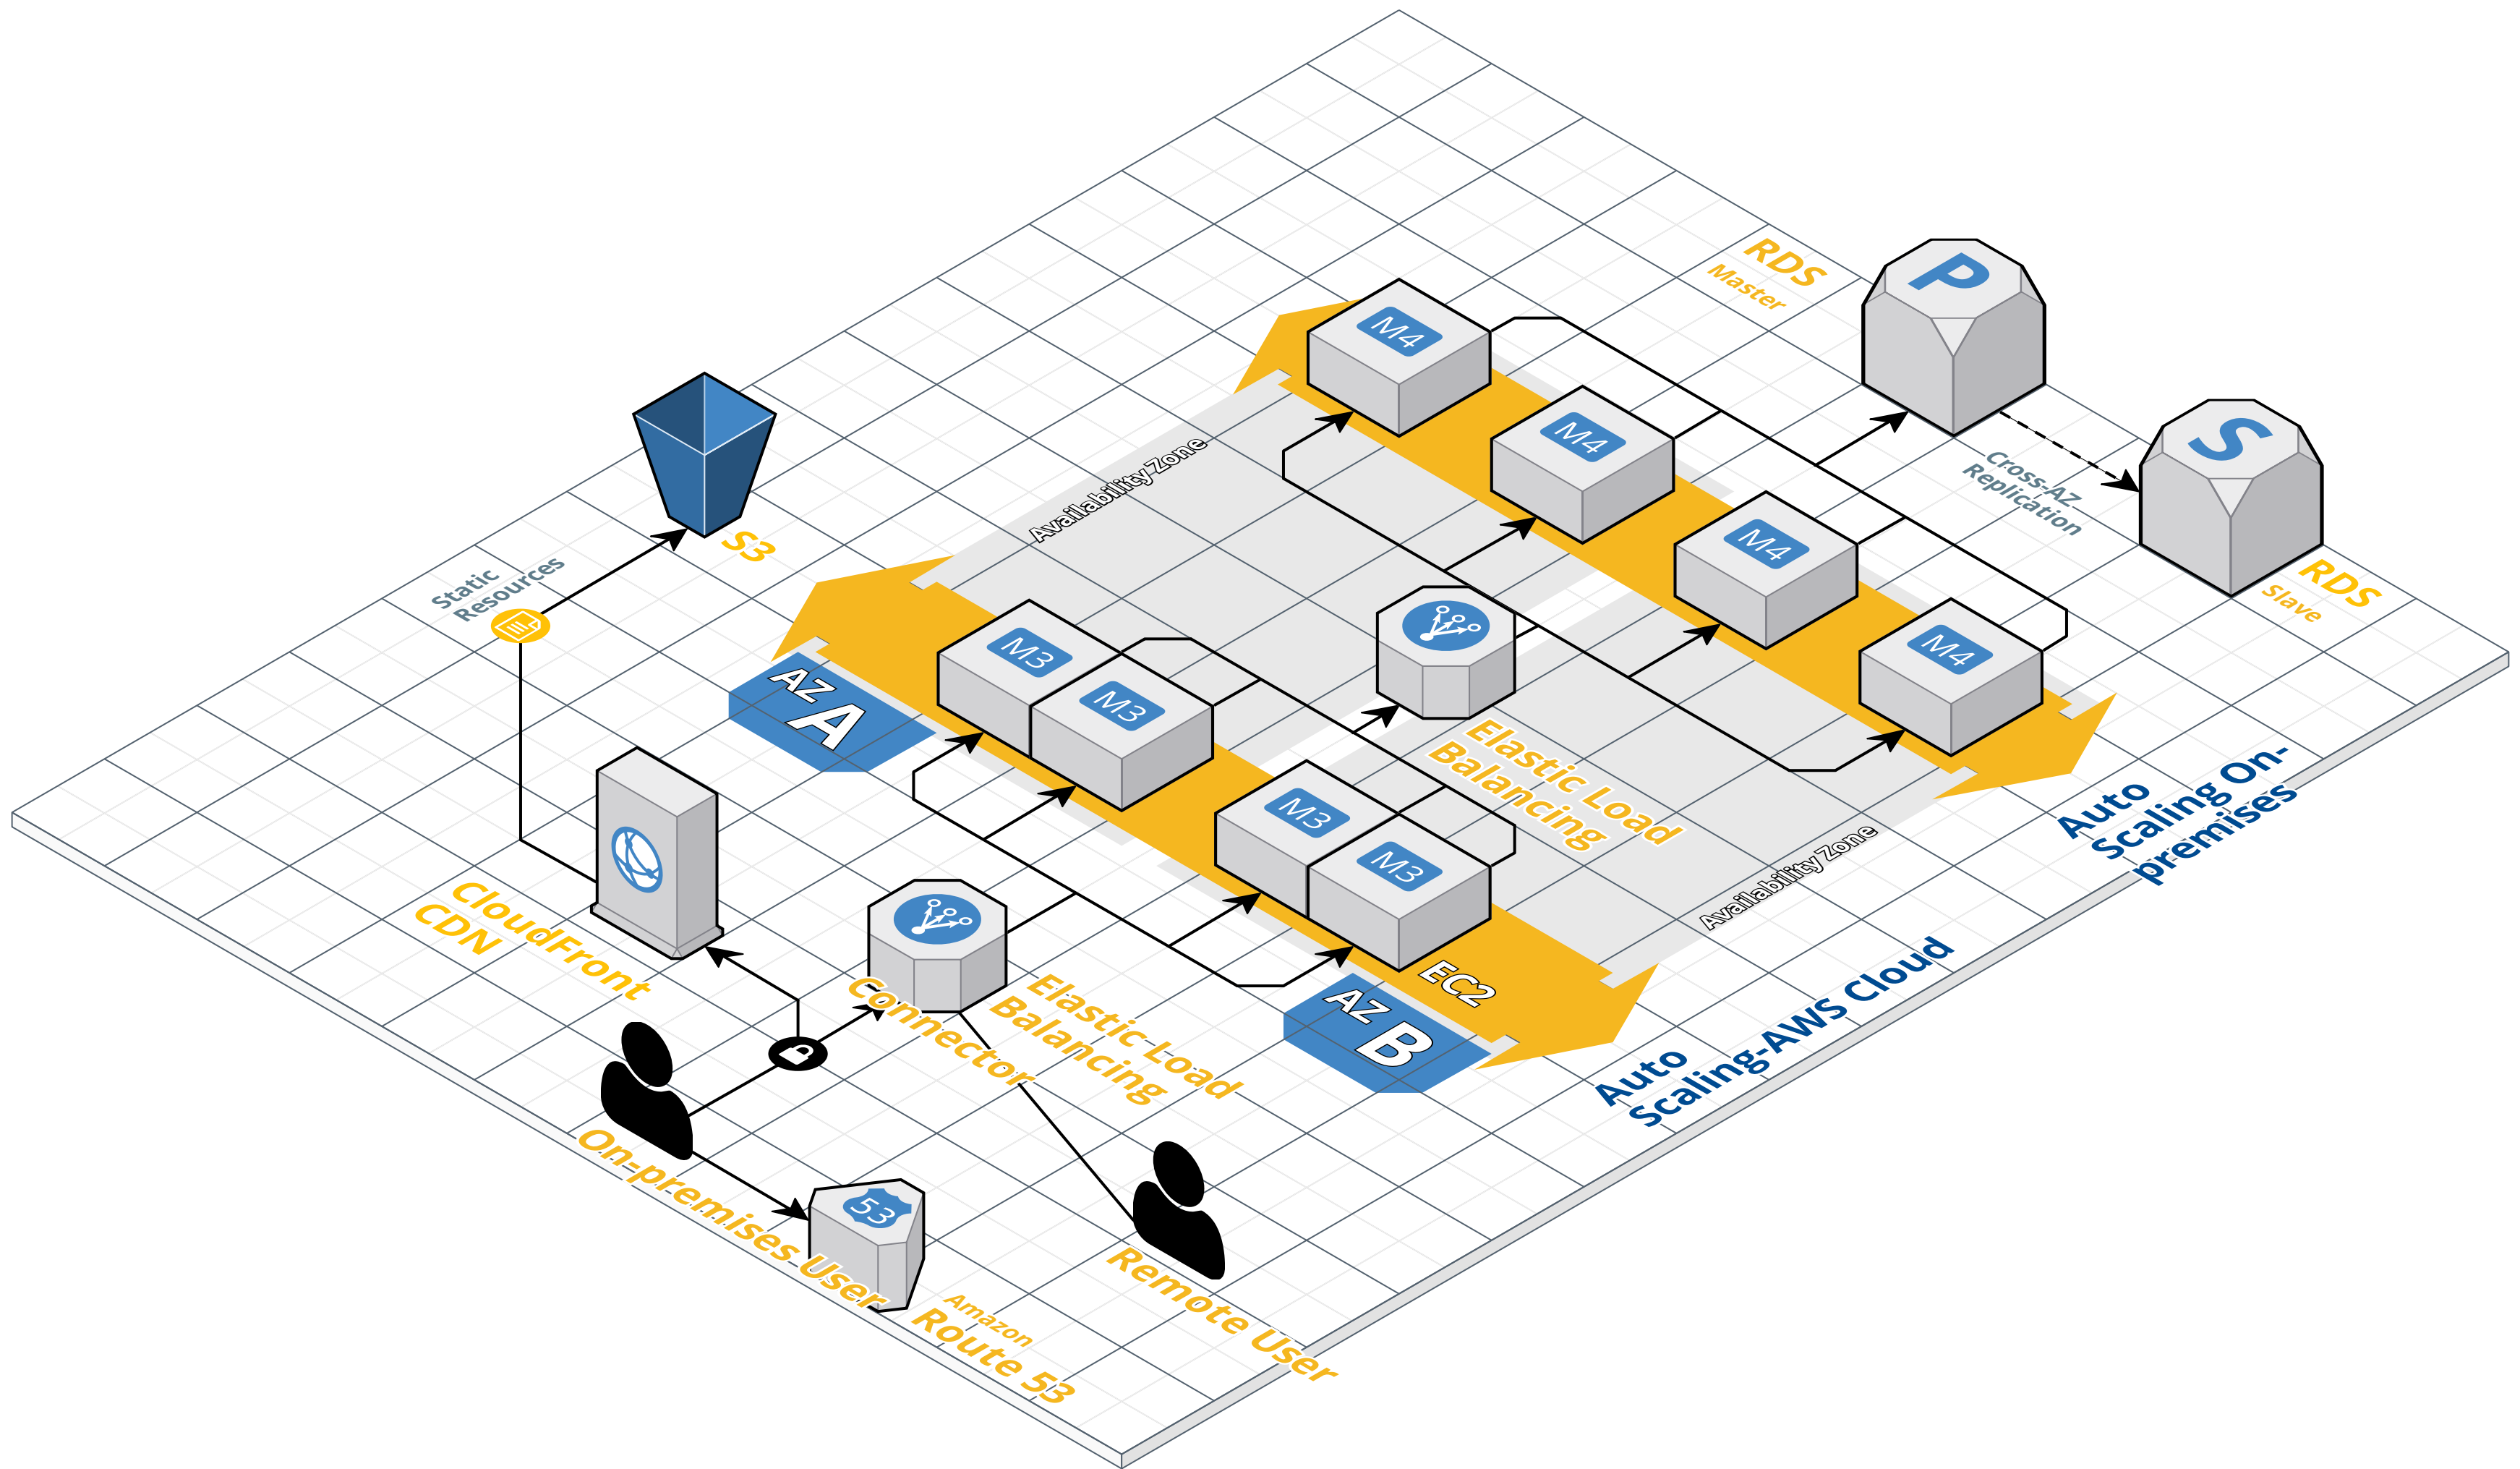 RDS
Master
P
M4
M4
M4
M4
S
Cross-AZ
Replication
RDS
Slave
Availability Zone
S3
Static
Resources
M3
M3
M3
M3
AZ
A
Elastic Load
Balancing
Availability Zone
Auto
Scaling On-
premises
CloudFront
CDN
Connector
Elastic Load
Balancing
EC2
AZ
B
Auto
Scaling-AWS Cloud
On-premises User
53
Amazon
Route 53
Remote User